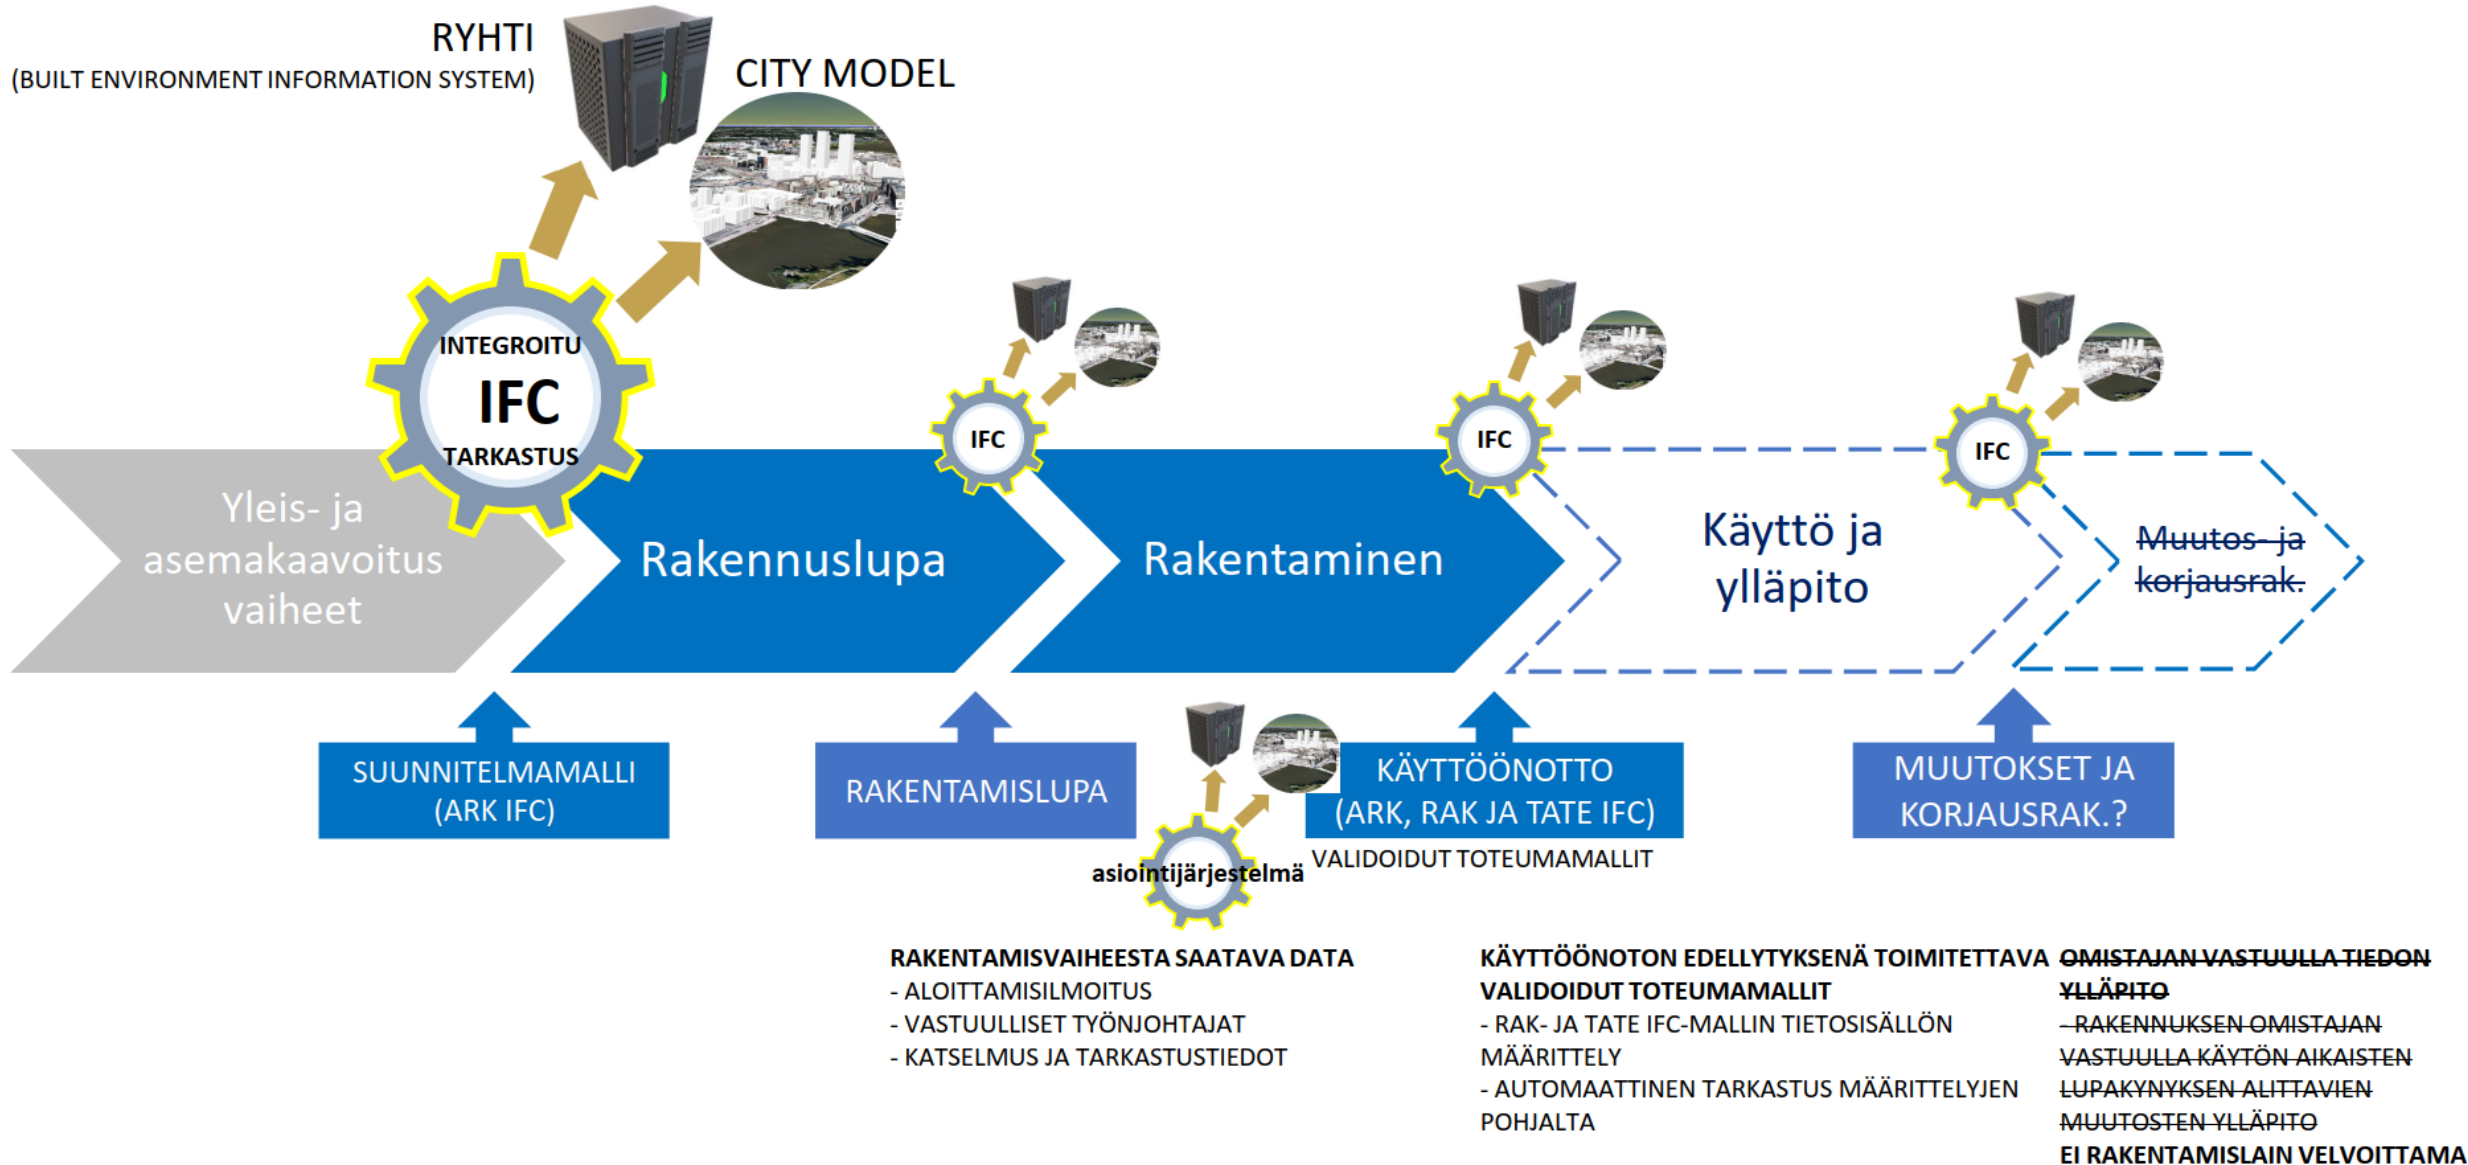 RYHTI
(BUILT ENVIRONMENT INFORMATION SYSTEM)
CITY MODEL
INTEGROITU
IFC
TARKASTUS
IFC
IFC
IFC
Yleis- ja
asemakaavoitus
vaiheet
Rakennuslupa
Rakentaminen
Käyttö ja
ylläpito
Muutos- ja
korjausrak.
SUUNNITELMAMALLI
(ARK IFC)
RAKENTAMISLUPA
KÄYTTÖÖNOTTO
(ARK, RAK JA TATE IFC)
VALIDOIDUT TOTEUMAMALLIT
MUUTOKSET JA
KORJAUSRAK.?
asiointijärjestelmä
RAKENTAMISVAIHEESTA SAATAVA DATA
- ALOITTAMISILMOITUS
- VASTUULLISET TYÖNJOHTAJAT
- KATSELMUS JA TARKASTUSTIEDOT
KÄYTTÖÖNOTON EDELLYTYKSENÄ TOIMITETTAVA
VALIDOIDUT TOTEUMAMALLIT
- RAK- JA TATE IFC-MALLIN TIETOSISÄLLÖN
MÄÄRITTELY
- AUTOMAATTINEN TARKASTUS MÄÄRITTELYJEN
POHJALTA
OMISTAJAN VASTUULLA TIEDON
YLLÄPITO
- RAKENNUKSEN OMISTAJAN
VASTUULLA KÄYTÖN AIKAISTEN
LUPAKYNYKSEN ALITTAVIEN
MUUTOSTEN YLLÄPITO
EI RAKENTAMISLAIN VELVOITTAMA